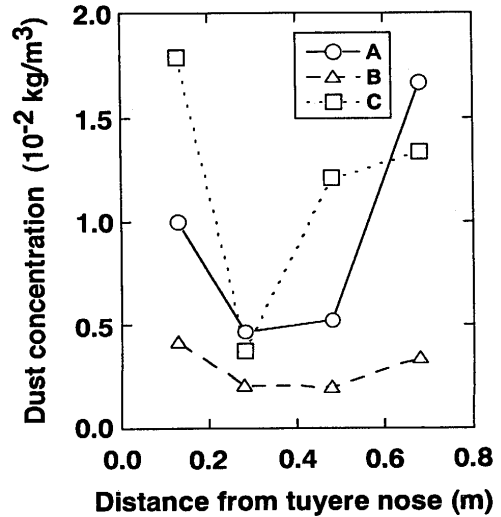 Dust concentration (10⁻² kg/m³)
2.0
1.5
1.0
0.5
0.0
A
B
C
0.0 0.2 0.4 0.6 0.8
Distance from tuyere nose (m)